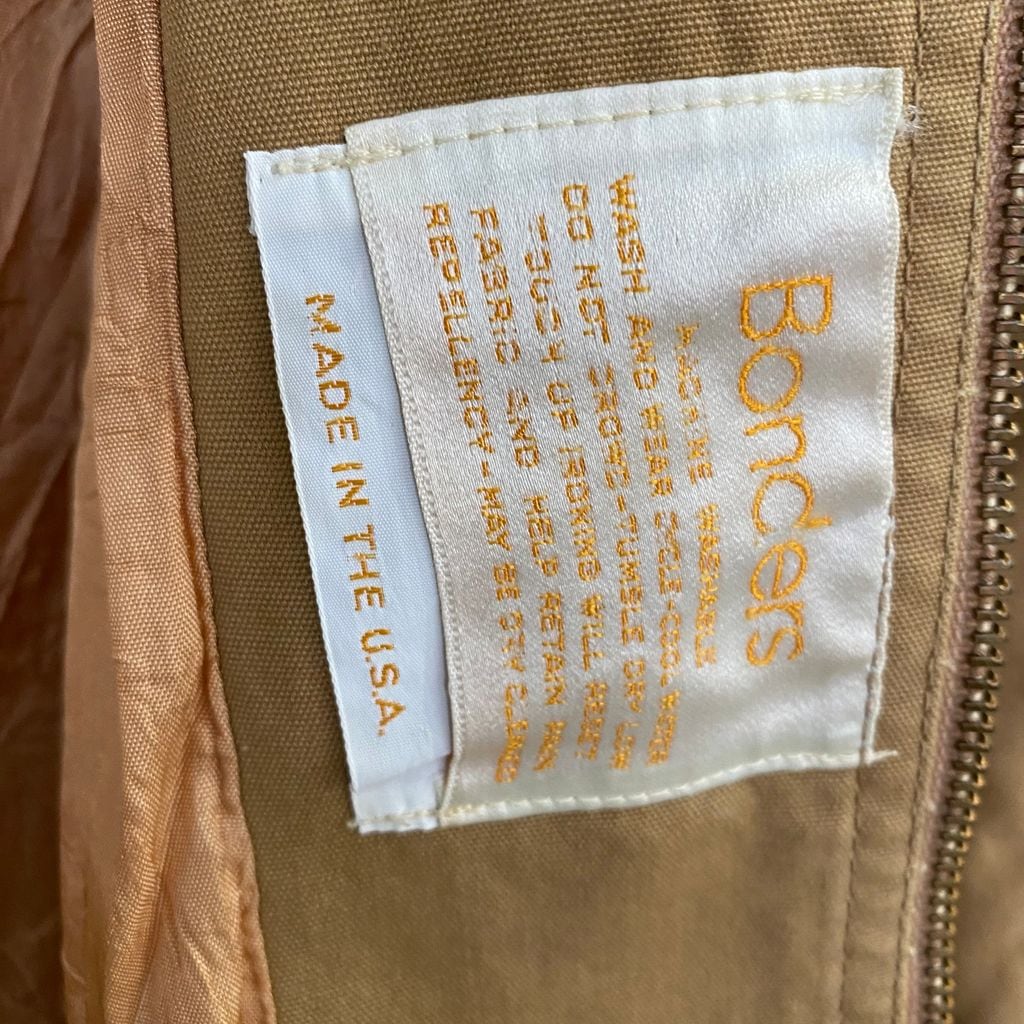 Bonders
MACHINE WASHABLE
WASH AND WEAR CYCLE-COOL WATER
DO NOT IRONE-TUMBLE DRY LOW
TOUCH UP IRONING WILL RESET
FABRIC AND HELP RETAIN RAIN
REPELLENCY-MAY BE DRY CLEANED
MADE IN THE U.S.A.